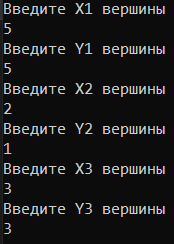 Введите X1 вершины
5
Введите Y1 вершины
5
Введите X2 вершины
2
Введите Y2 вершины
1
Введите X3 вершины
3
Введите Y3 вершины
3